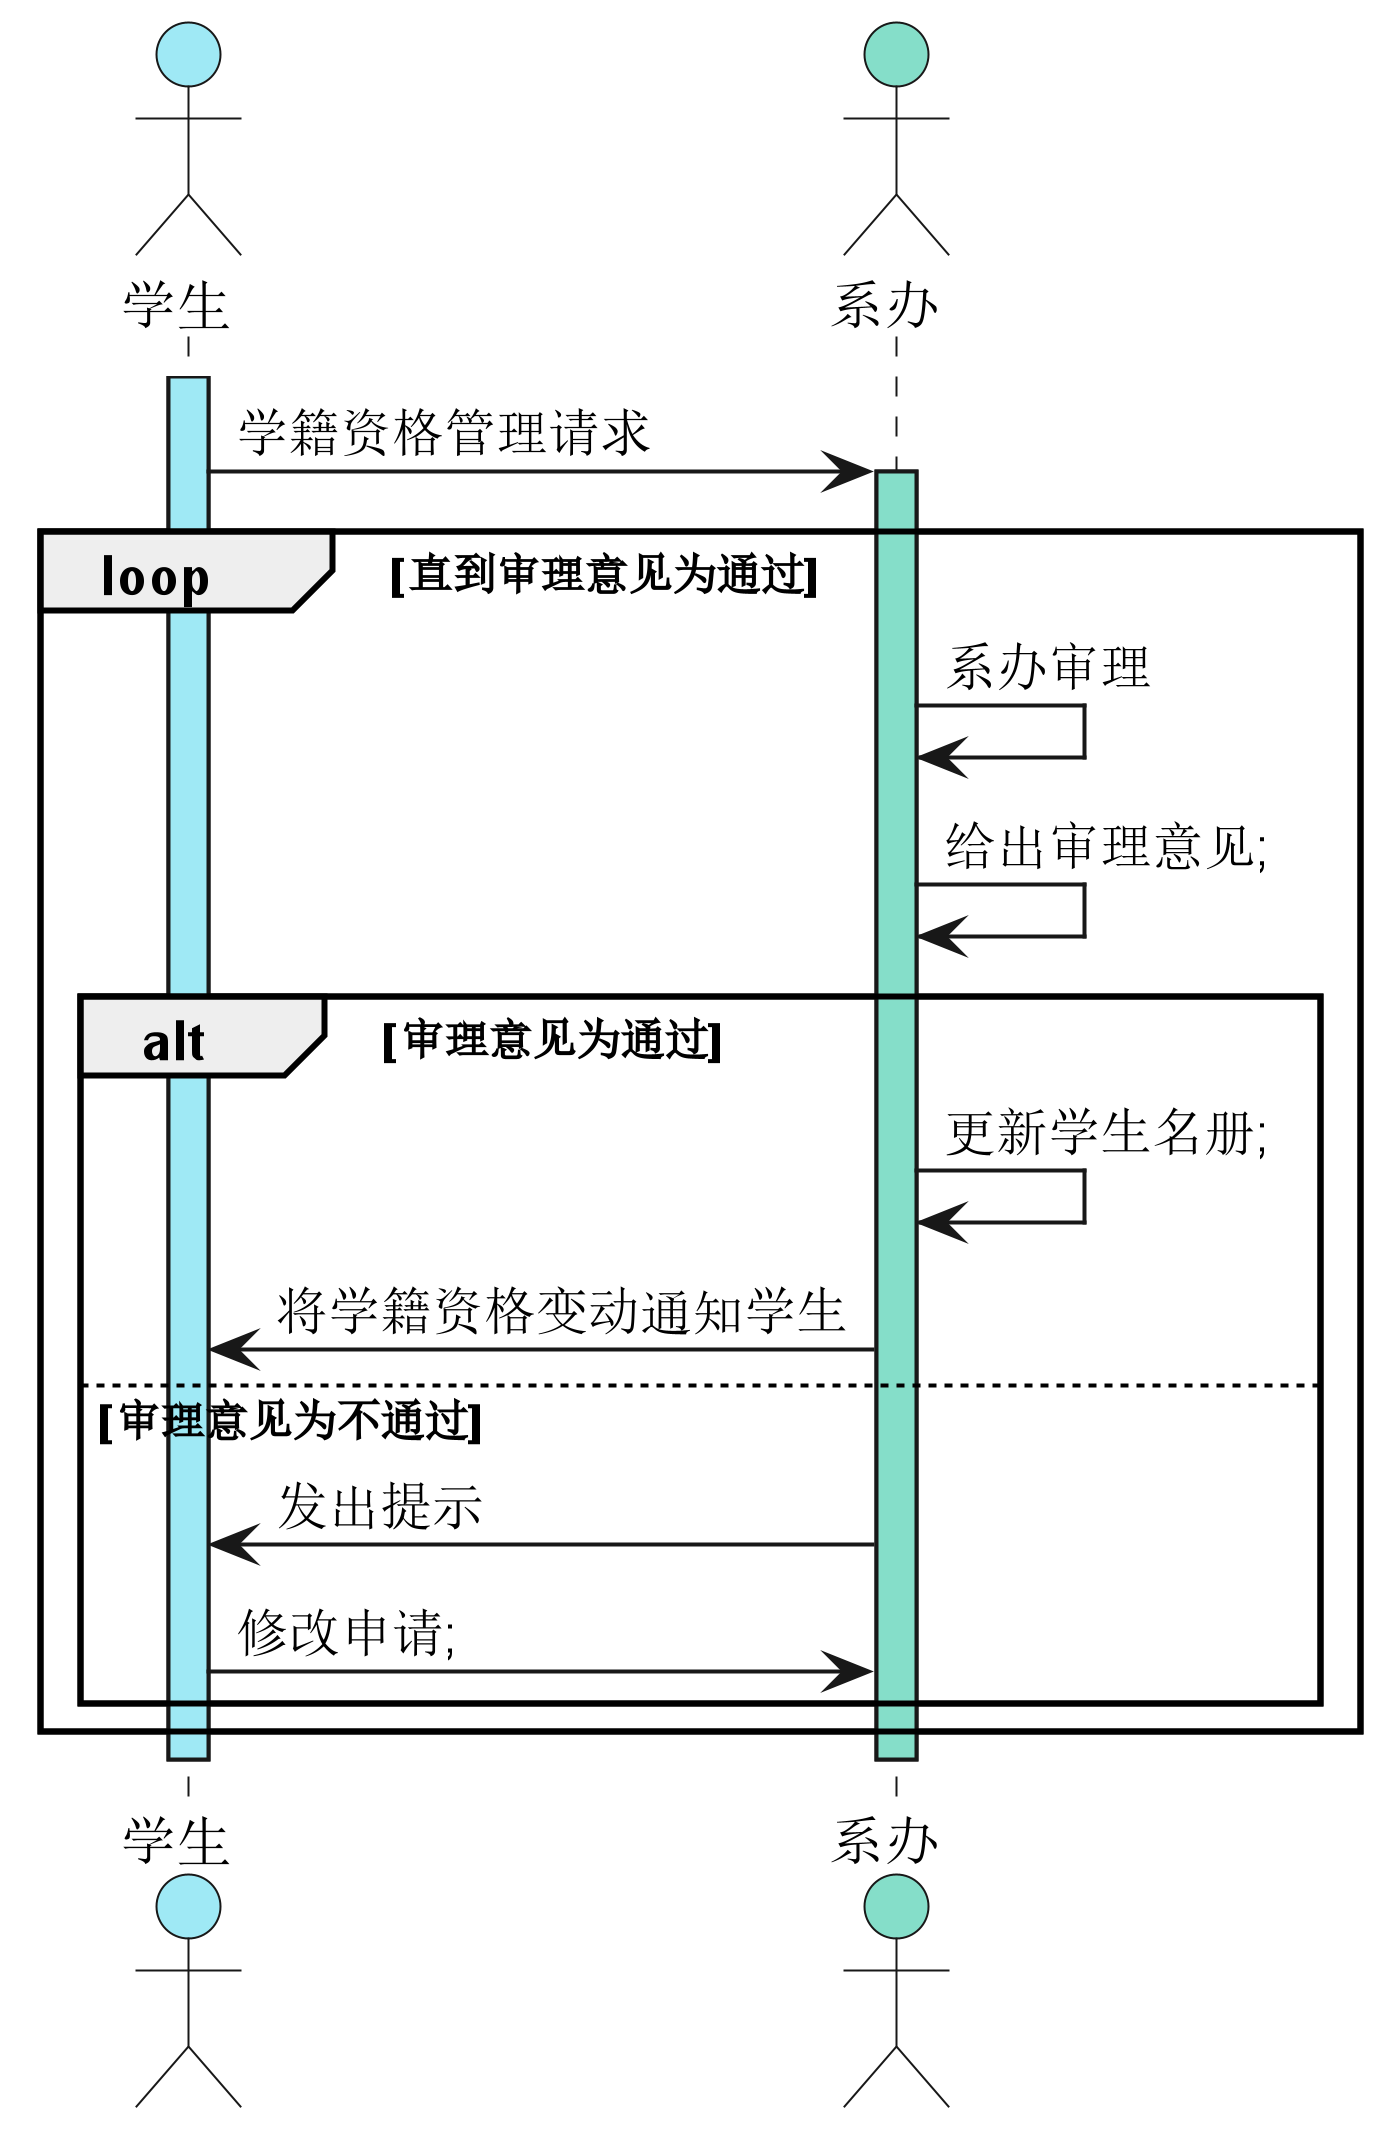 学生
系办
学籍资格管理请求
loop
[直到审理意见为通过]
系办审理
给出审理意见;
alt
[审理意见为通过]
更新学生名册;
将学籍资格变动通知学生
[审理意见为不通过]
发出提示
修改申请;
学生
系办